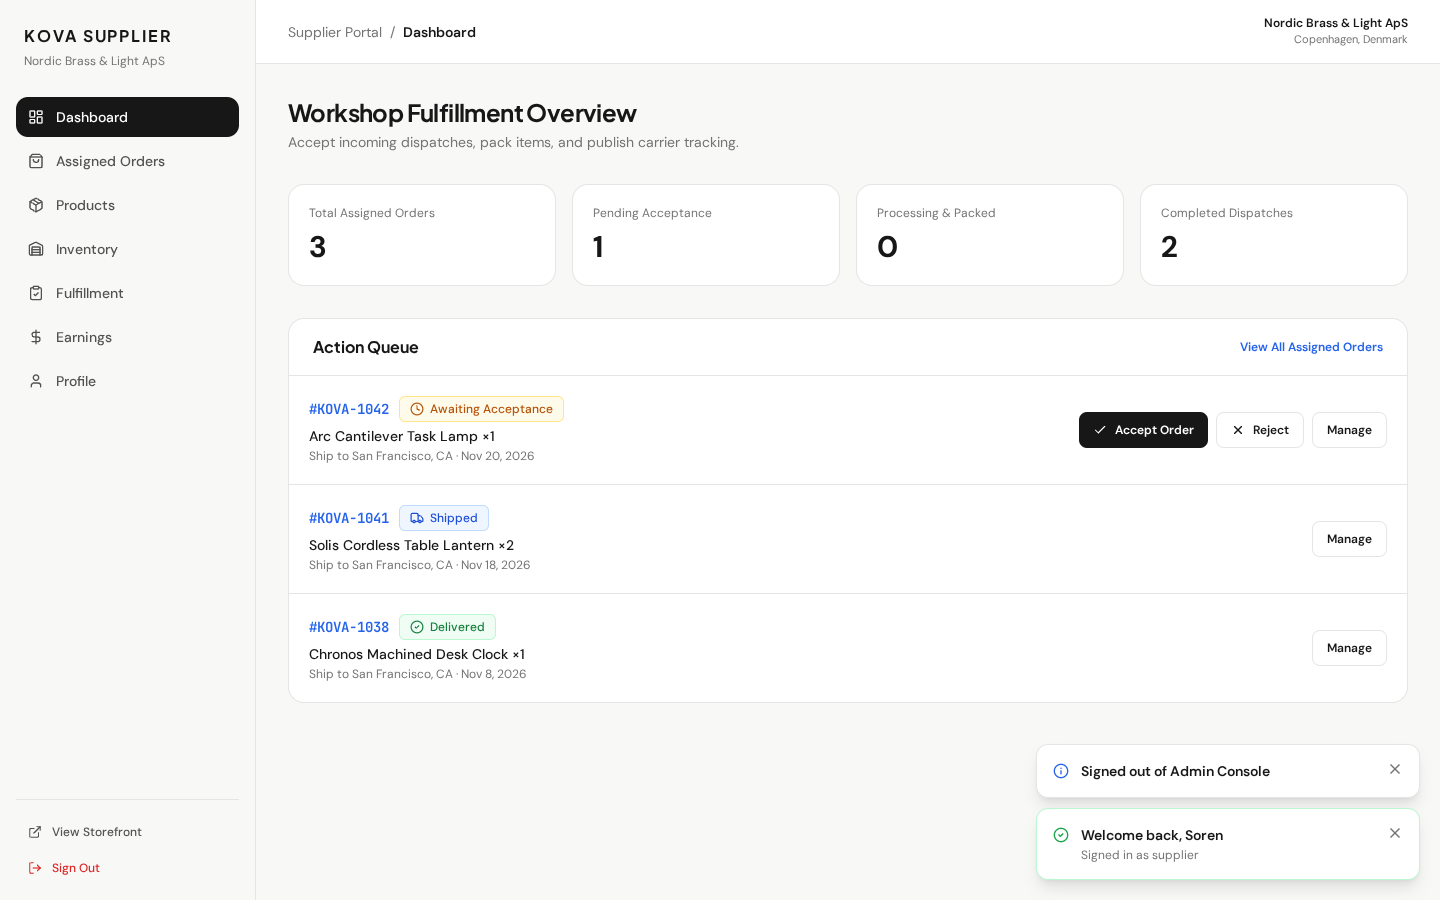 KOVA SUPPLIER
Nordic Brass & Light ApS
Dashboard
Assigned Orders
Products
Inventory
Fulfillment
Earnings
Profile
View Storefront
Sign Out
Supplier Portal / Dashboard
Nordic Brass & Light ApS
Copenhagen, Denmark
Workshop Fulfillment Overview
Accept incoming dispatches, pack items, and publish carrier tracking.
Total Assigned Orders
3
Pending Acceptance
1
Processing & Packed
0
Completed Dispatches
2
Action Queue
View All Assigned Orders
#KOVA-1042 Awaiting Acceptance
Arc Cantilever Task Lamp ×1
Ship to San Francisco, CA · Nov 20, 2026
Accept Order Reject Manage
#KOVA-1041 Shipped
Solis Cordless Table Lantern ×2
Ship to San Francisco, CA · Nov 18, 2026
Manage
#KOVA-1038 Delivered
Chronos Machined Desk Clock ×1
Ship to San Francisco, CA · Nov 8, 2026
Manage
Signed out of Admin Console
Welcome back, Soren
Signed in as supplier